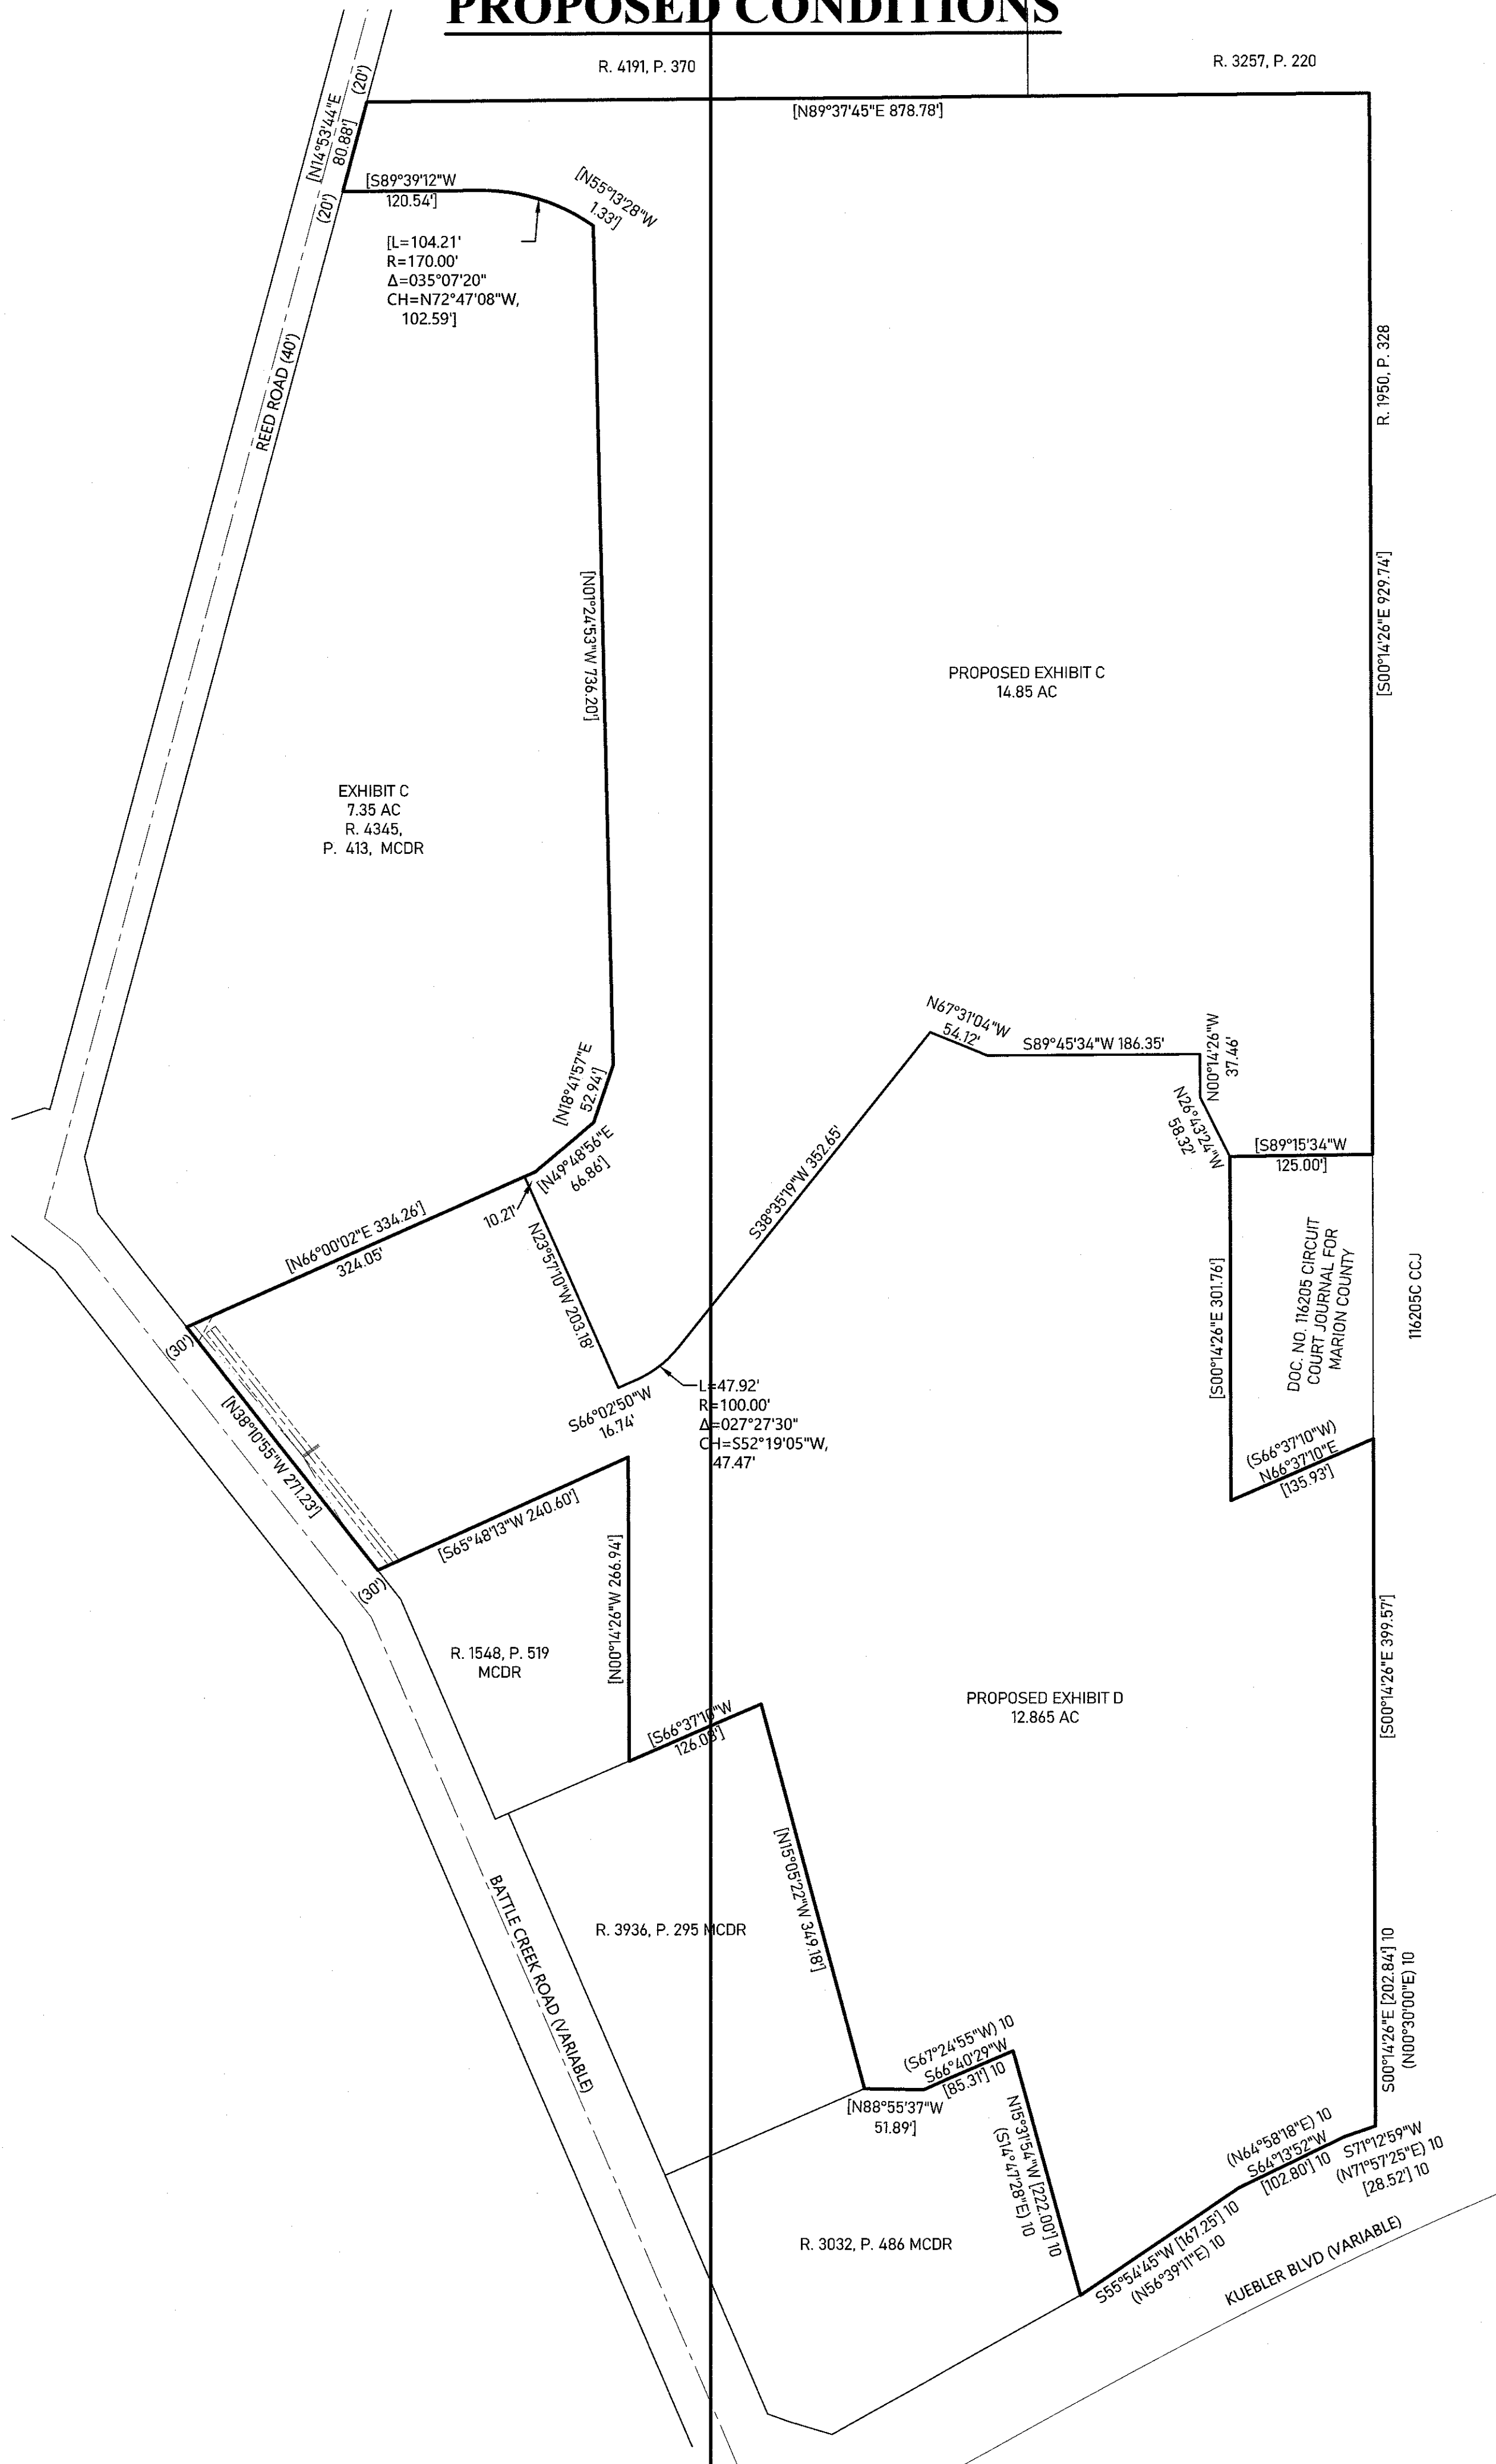 PROPOSED CONDITIONS
R. 4191, P. 370
R. 3257, P. 220
[N14°53'44"E
80.88']
(20')
(20')
[N89°37'45"E 878.78']
[S89°39'12"W
120.54']
[N55°13'28"W
1.33']
[L=104.21'
R=170.00'
Δ=035°07'20"
CH=N72°47'08"W,
102.59']
REED ROAD (40')
R. 1950, P. 328
[S00°14'26"E 929.74']
[N01°24'53"W 736.20']
PROPOSED EXHIBIT C
14.85 AC
EXHIBIT C
7.35 AC
R. 4345,
P. 413, MCDR
N67°31'04"W
54.12'
S89°45'34"W 186.35'
N00°14'26"W
37.46'
N26°43'24"W
58.32'
[S89°15'34"W
125.00']
[N18°41'57"E
52.94']
[N49°48'56"E
66.86']
10.21'
S38°35'19"W 352.65'
[N66°00'02"E 334.26']
324.05'
N23°57'10"W 203.18'
[S00°14'26"E 301.76']
DOC. NO. 116205 CIRCUIT
COURT JOURNAL FOR
MARION COUNTY
116205C CCJ
(30')
[N38°10'55"W 271.23']
S66°02'50"W
16.74'
L=47.92'
R=100.00'
Δ=027°27'30"
CH=S52°19'05"W,
47.47'
(S66°37'10"W)
N66°37'10"E
[135.93']
[S65°48'13"W 240.60']
(30')
[N00°14'26"W 266.94']
[S00°14'26"E 399.57']
R. 1548, P. 519
MCDR
PROPOSED EXHIBIT D
12.865 AC
[S66°37'10"W
126.08']
[N15°05'22"W 349.18']
BATTLE CREEK ROAD (VARIABLE)
R. 3936, P. 295 MCDR
S00°14'26"E [202.84'] 10
(N00°30'00"E) 10
(S67°24'55"W) 10
S66°40'29"W
[85.31'] 10
[N88°55'37"W
51.89']
N15°31'54"W [222.00'] 10
(S14°47'28"E) 10
(N64°58'18"E) 10
S64°13'52"W
[102.80'] 10
S71°12'59"W
(N71°57'25"E) 10
[28.52'] 10
S55°54'45"W [167.25'] 10
(N56°39'11"E) 10
R. 3032, P. 486 MCDR
KUEBLER BLVD (VARIABLE)